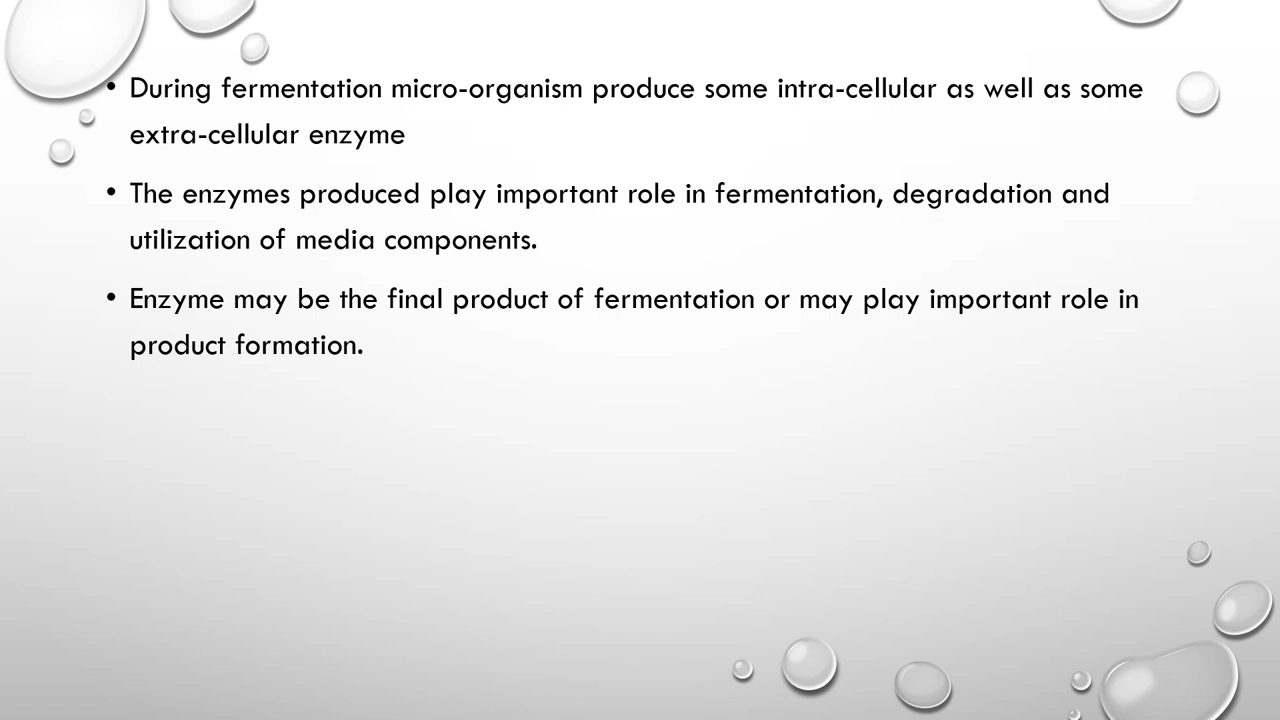 • During fermentation micro-organism produce some intra-cellular as well as some
extra-cellular enzyme
• The enzymes produced play important role in fermentation, degradation and
utilization of media components.
• Enzyme may be the final product of fermentation or may play important role in
product formation.